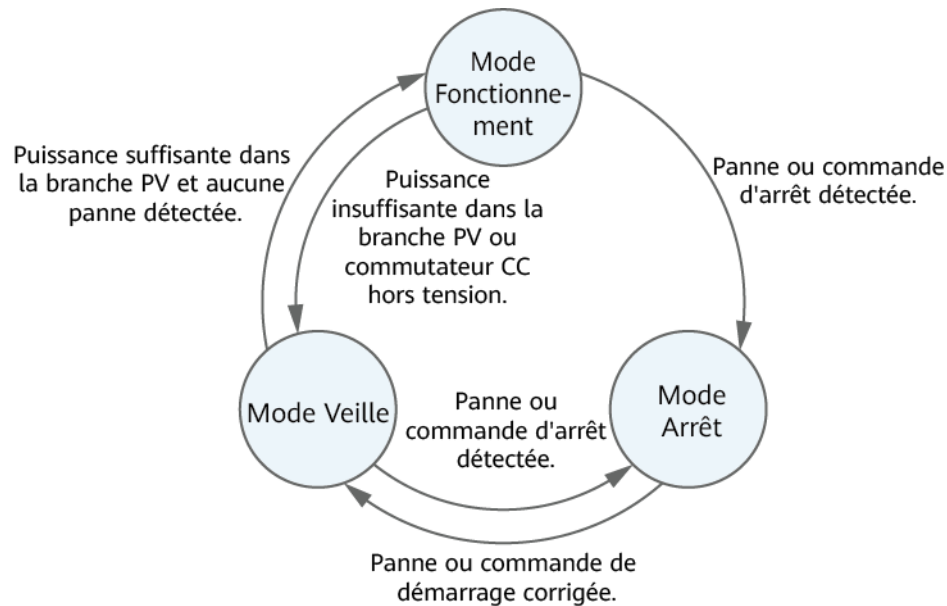 Mode
Fonctionne-
ment
Puissance suffisante dans
la branche PV et aucune
panne détectée.
Puissance
insuffisante dans la
branche PV ou
commutateur CC
hors tension.
Panne ou commande
d'arrêt détectée.
Mode Veille
Panne ou
commande d'arrêt
détectée.
Mode
Arrêt
Panne ou commande de
démarrage corrigée.